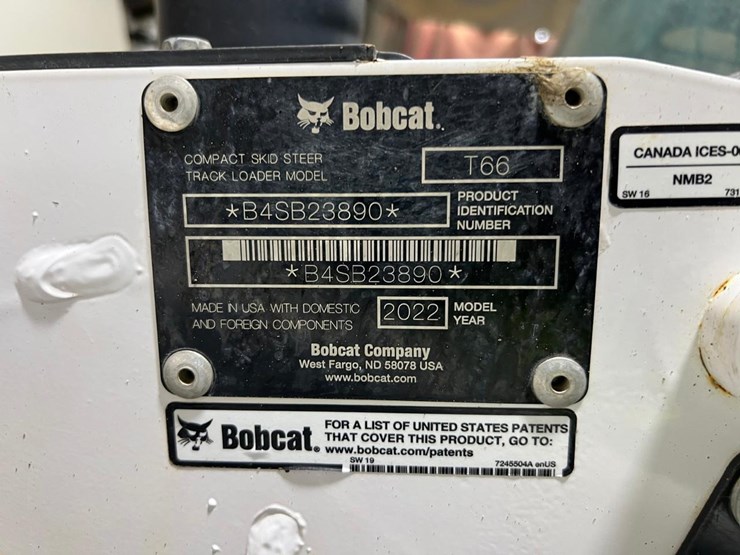 Bobcat.
COMPACT SKID STEER
TRACK LOADER MODEL
T66
*B4SB23890*
PRODUCT
IDENTIFICATION
NUMBER
*B4SB23890*
MADE IN USA WITH DOMESTIC
AND FOREIGN COMPONENTS
2022
MODEL
YEAR
Bobcat Company
West Fargo, ND 58078 USA
www.bobcat.com
CANADA ICES-0
NMB2
SW 16
731
Bobcat.
FOR A LIST OF UNITED STATES PATENTS
THAT COVER THIS PRODUCT, GO TO:
www.bobcat.com/patents
SW 19
7245504A enUS